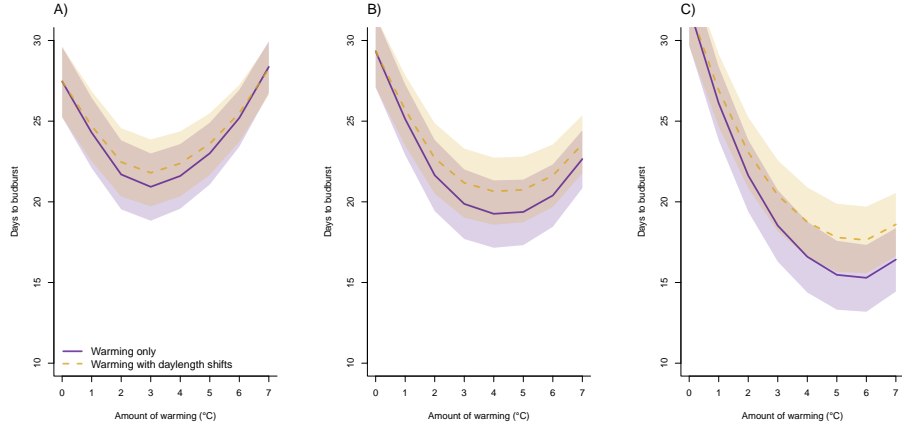 A)
Days to budburst
30
25
20
15
10
Warming only
Warming with daylength shifts
0 1 2 3 4 5 6 7
Amount of warming (°C)
B)
Days to budburst
30
25
20
15
10
0 1 2 3 4 5 6 7
Amount of warming (°C)
C)
Days to budburst
30
25
20
15
10
0 1 2 3 4 5 6 7
Amount of warming (°C)